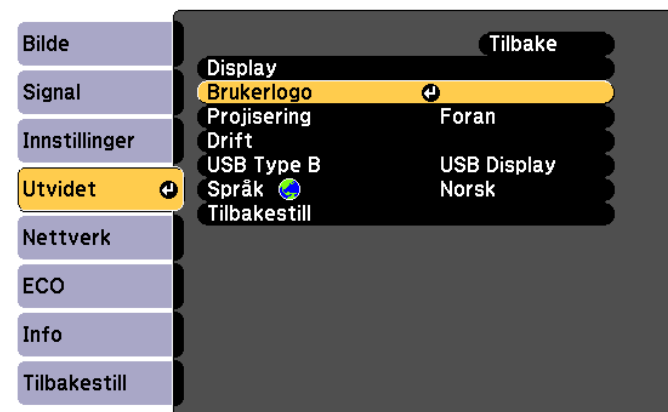 Bilde
Signal
Innstillinger
Utvidet
Nettverk
ECO
Info
Tilbakestill
Tilbake
Display
Brukerlogo
Projisering Foran
Drift
USB Type B USB Display
Språk Norsk
Tilbakestill